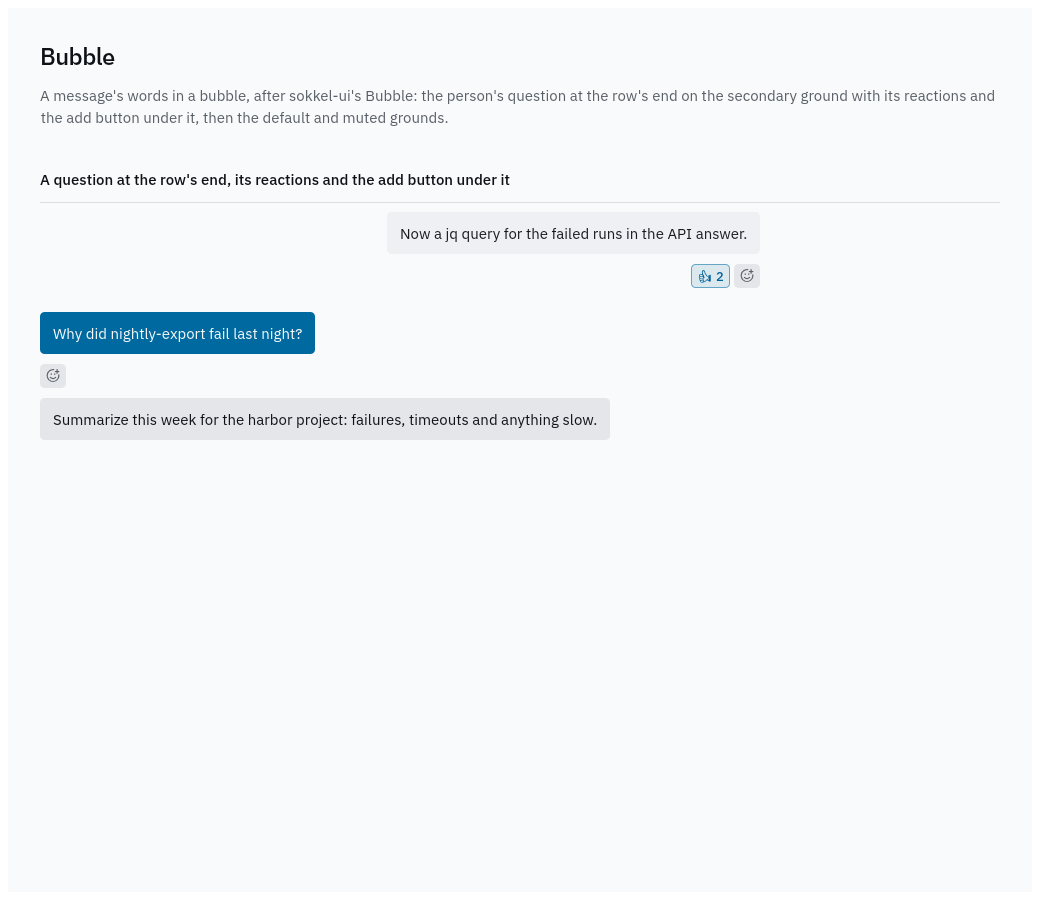 Bubble
A message's words in a bubble, after sokkel-ui's Bubble: the person's question at the row's end on the secondary ground with its reactions and
the add button under it, then the default and muted grounds.
A question at the row's end, its reactions and the add button under it
Now a jq query for the failed runs in the API answer.
👍 2
Why did nightly-export fail last night?
Summarize this week for the harbor project: failures, timeouts and anything slow.